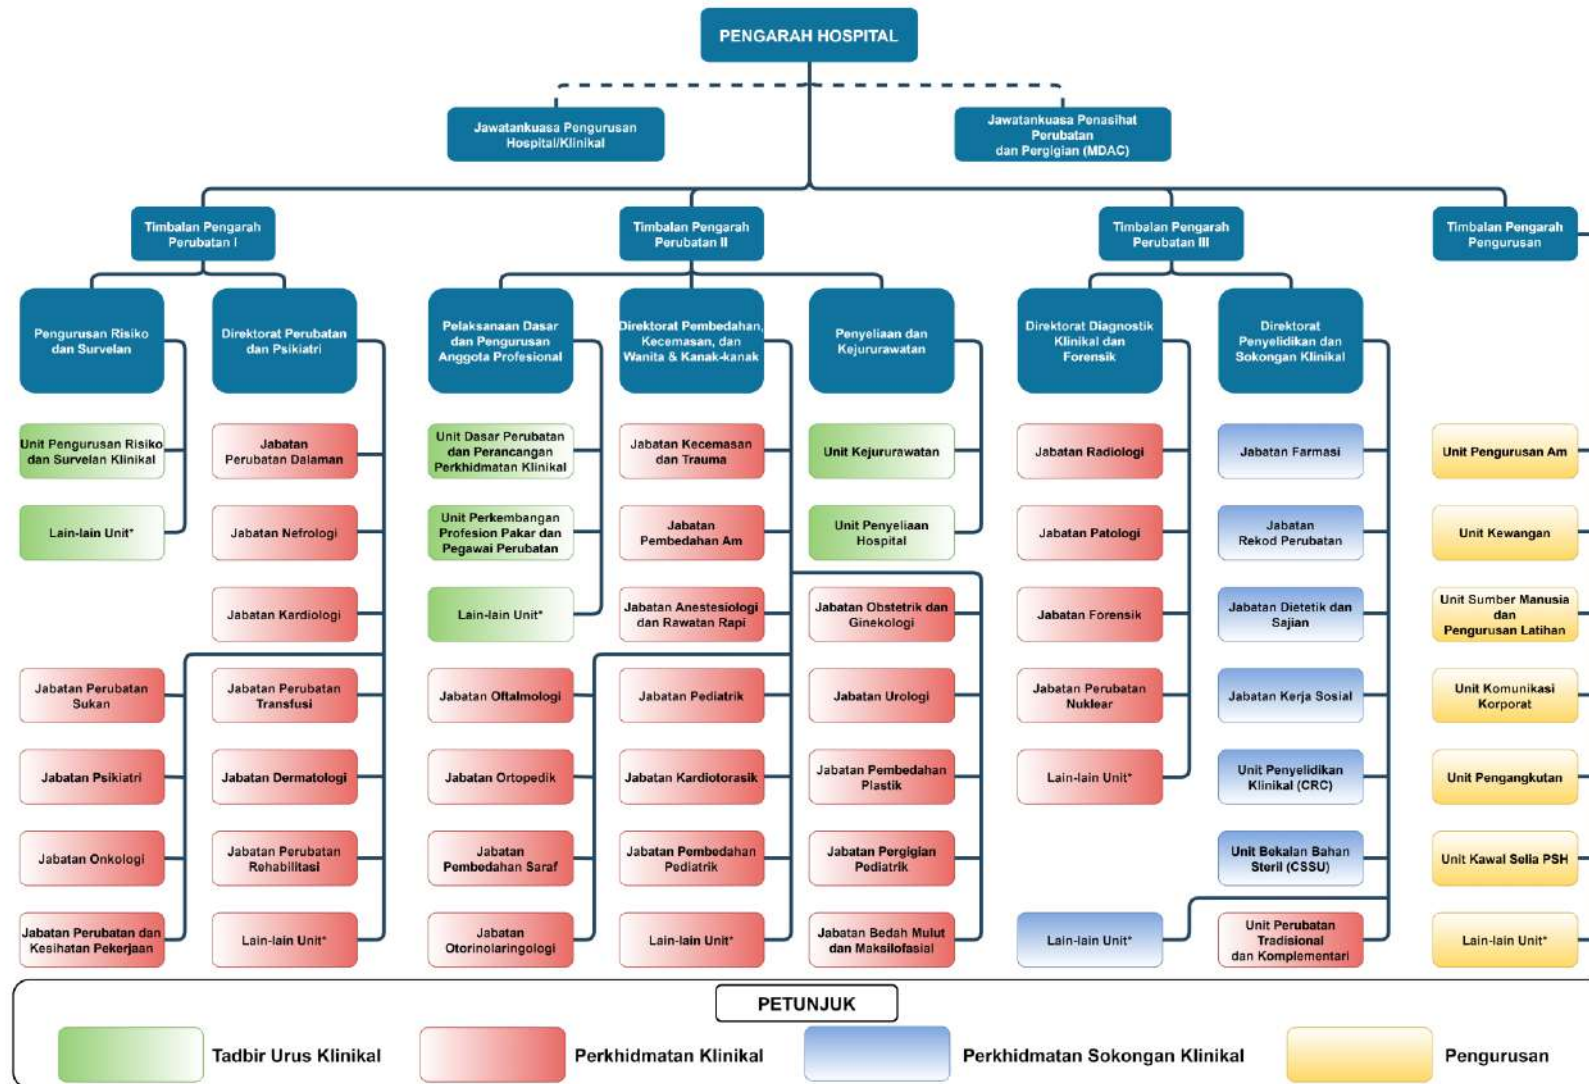 PENGARAH HOSPITAL
Jawatankuasa Pengurusan
Hospital/Klinikal
Jawatankuasa Penasihat
Perubatan
dan Pergigian (MDAC)
Timbalan Pengarah
Perubatan I
Timbalan Pengarah
Perubatan II
Timbalan Pengarah
Perubatan III
Timbalan Pengarah
Pengurusan
Pengurusan Risiko
dan Survelan
Direktorat Perubatan
dan Psikiatri
Pelaksanaan Dasar
dan Pengurusan
Anggota Profesional
Direktorat Pembedahan,
Kecemasan, dan
Wanita & Kanak-kanak
Penyeliaan dan
Kejururawatan
Direktorat Diagnostik
Klinikal dan
Forensik
Direktorat
Penyelidikan dan
Sokongan Klinikal
Unit Pengurusan Risiko
dan Survelan Klinikal
Jabatan
Perubatan Dalaman
Unit Dasar Perubatan
dan Perancangan
Perkhidmatan Klinikal
Jabatan Kecemasan
dan Trauma
Unit Kejururawatan
Jabatan Radiologi
Jabatan Farmasi
Unit Pengurusan Am
Lain-lain Unit*
Jabatan Nefrologi
Unit Perkembangan
Profesion Pakar dan
Pegawai Perubatan
Jabatan
Pembedahan Am
Unit Penyeliaan
Hospital
Jabatan Patologi
Jabatan
Rekod Perubatan
Unit Kewangan
Jabatan Kardiologi
Lain-lain Unit*
Jabatan Anestesiologi
dan Rawatan Rapi
Jabatan Obstetrik dan
Ginekologi
Jabatan Forensik
Jabatan Dietetik dan
Sajian
Unit Sumber Manusia
dan
Pengurusan Latihan
Jabatan Perubatan
Sukan
Jabatan Perubatan
Transfusi
Jabatan Oftalmologi
Jabatan Pediatrik
Jabatan Urologi
Jabatan Perubatan
Nuklear
Jabatan Kerja Sosial
Unit Komunikasi
Korporat
Jabatan Psikiatri
Jabatan Dermatologi
Jabatan Ortopedik
Jabatan Kardiotorasik
Jabatan Pembedahan
Plastik
Lain-lain Unit*
Unit Penyelidikan
Klinikal (CRC)
Unit Pengangkutan
Jabatan Onkologi
Jabatan Perubatan
Rehabilitasi
Jabatan
Pembedahan Saraf
Jabatan Pembedahan
Pediatrik
Jabatan Pergigian
Pediatrik
Unit Bekalan Bahan
Steril (CSSU)
Unit Kawal Selia PSH
Jabatan Perubatan dan
Kesihatan Pekerjaan
Lain-lain Unit*
Jabatan
Otorinolaringologi
Lain-lain Unit*
Jabatan Bedah Mulut
dan Maksilofasial
Lain-lain Unit*
Unit Perubatan
Tradisional
dan Komplementari
Lain-lain Unit*
PETUNJUK
Tadbir Urus Klinikal
Perkhidmatan Klinikal
Perkhidmatan Sokongan Klinikal
Pengurusan